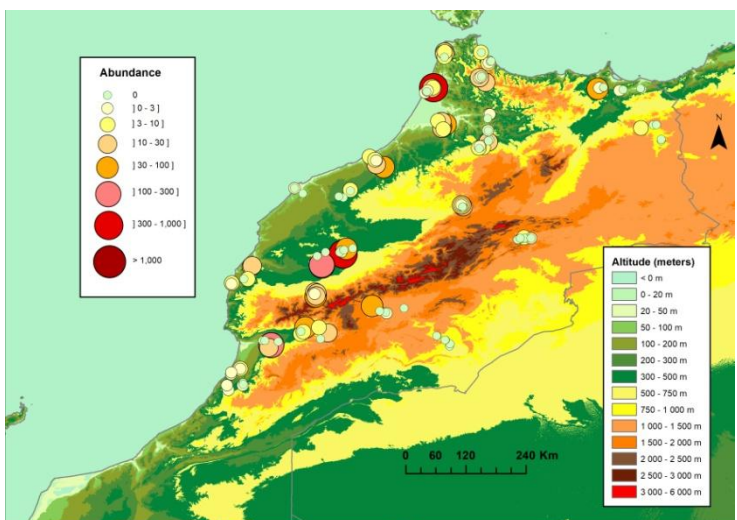 Abundance
0
] 0 - 3 ]
] 3 - 10 ]
] 10 - 30 ]
] 30 - 100 ]
] 100 - 300 ]
] 300 - 1,000 ]
> 1,000
N
Altitude (meters)
< 0 m
0 - 20 m
20 - 50 m
50 - 100 m
100 - 200 m
200 - 300 m
300 - 500 m
500 - 750 m
750 - 1 000 m
1 000 - 1 500 m
1 500 - 2 000 m
2 000 - 2 500 m
2 500 - 3 000 m
3 000 - 6 000 m
0 60 120 240 Km